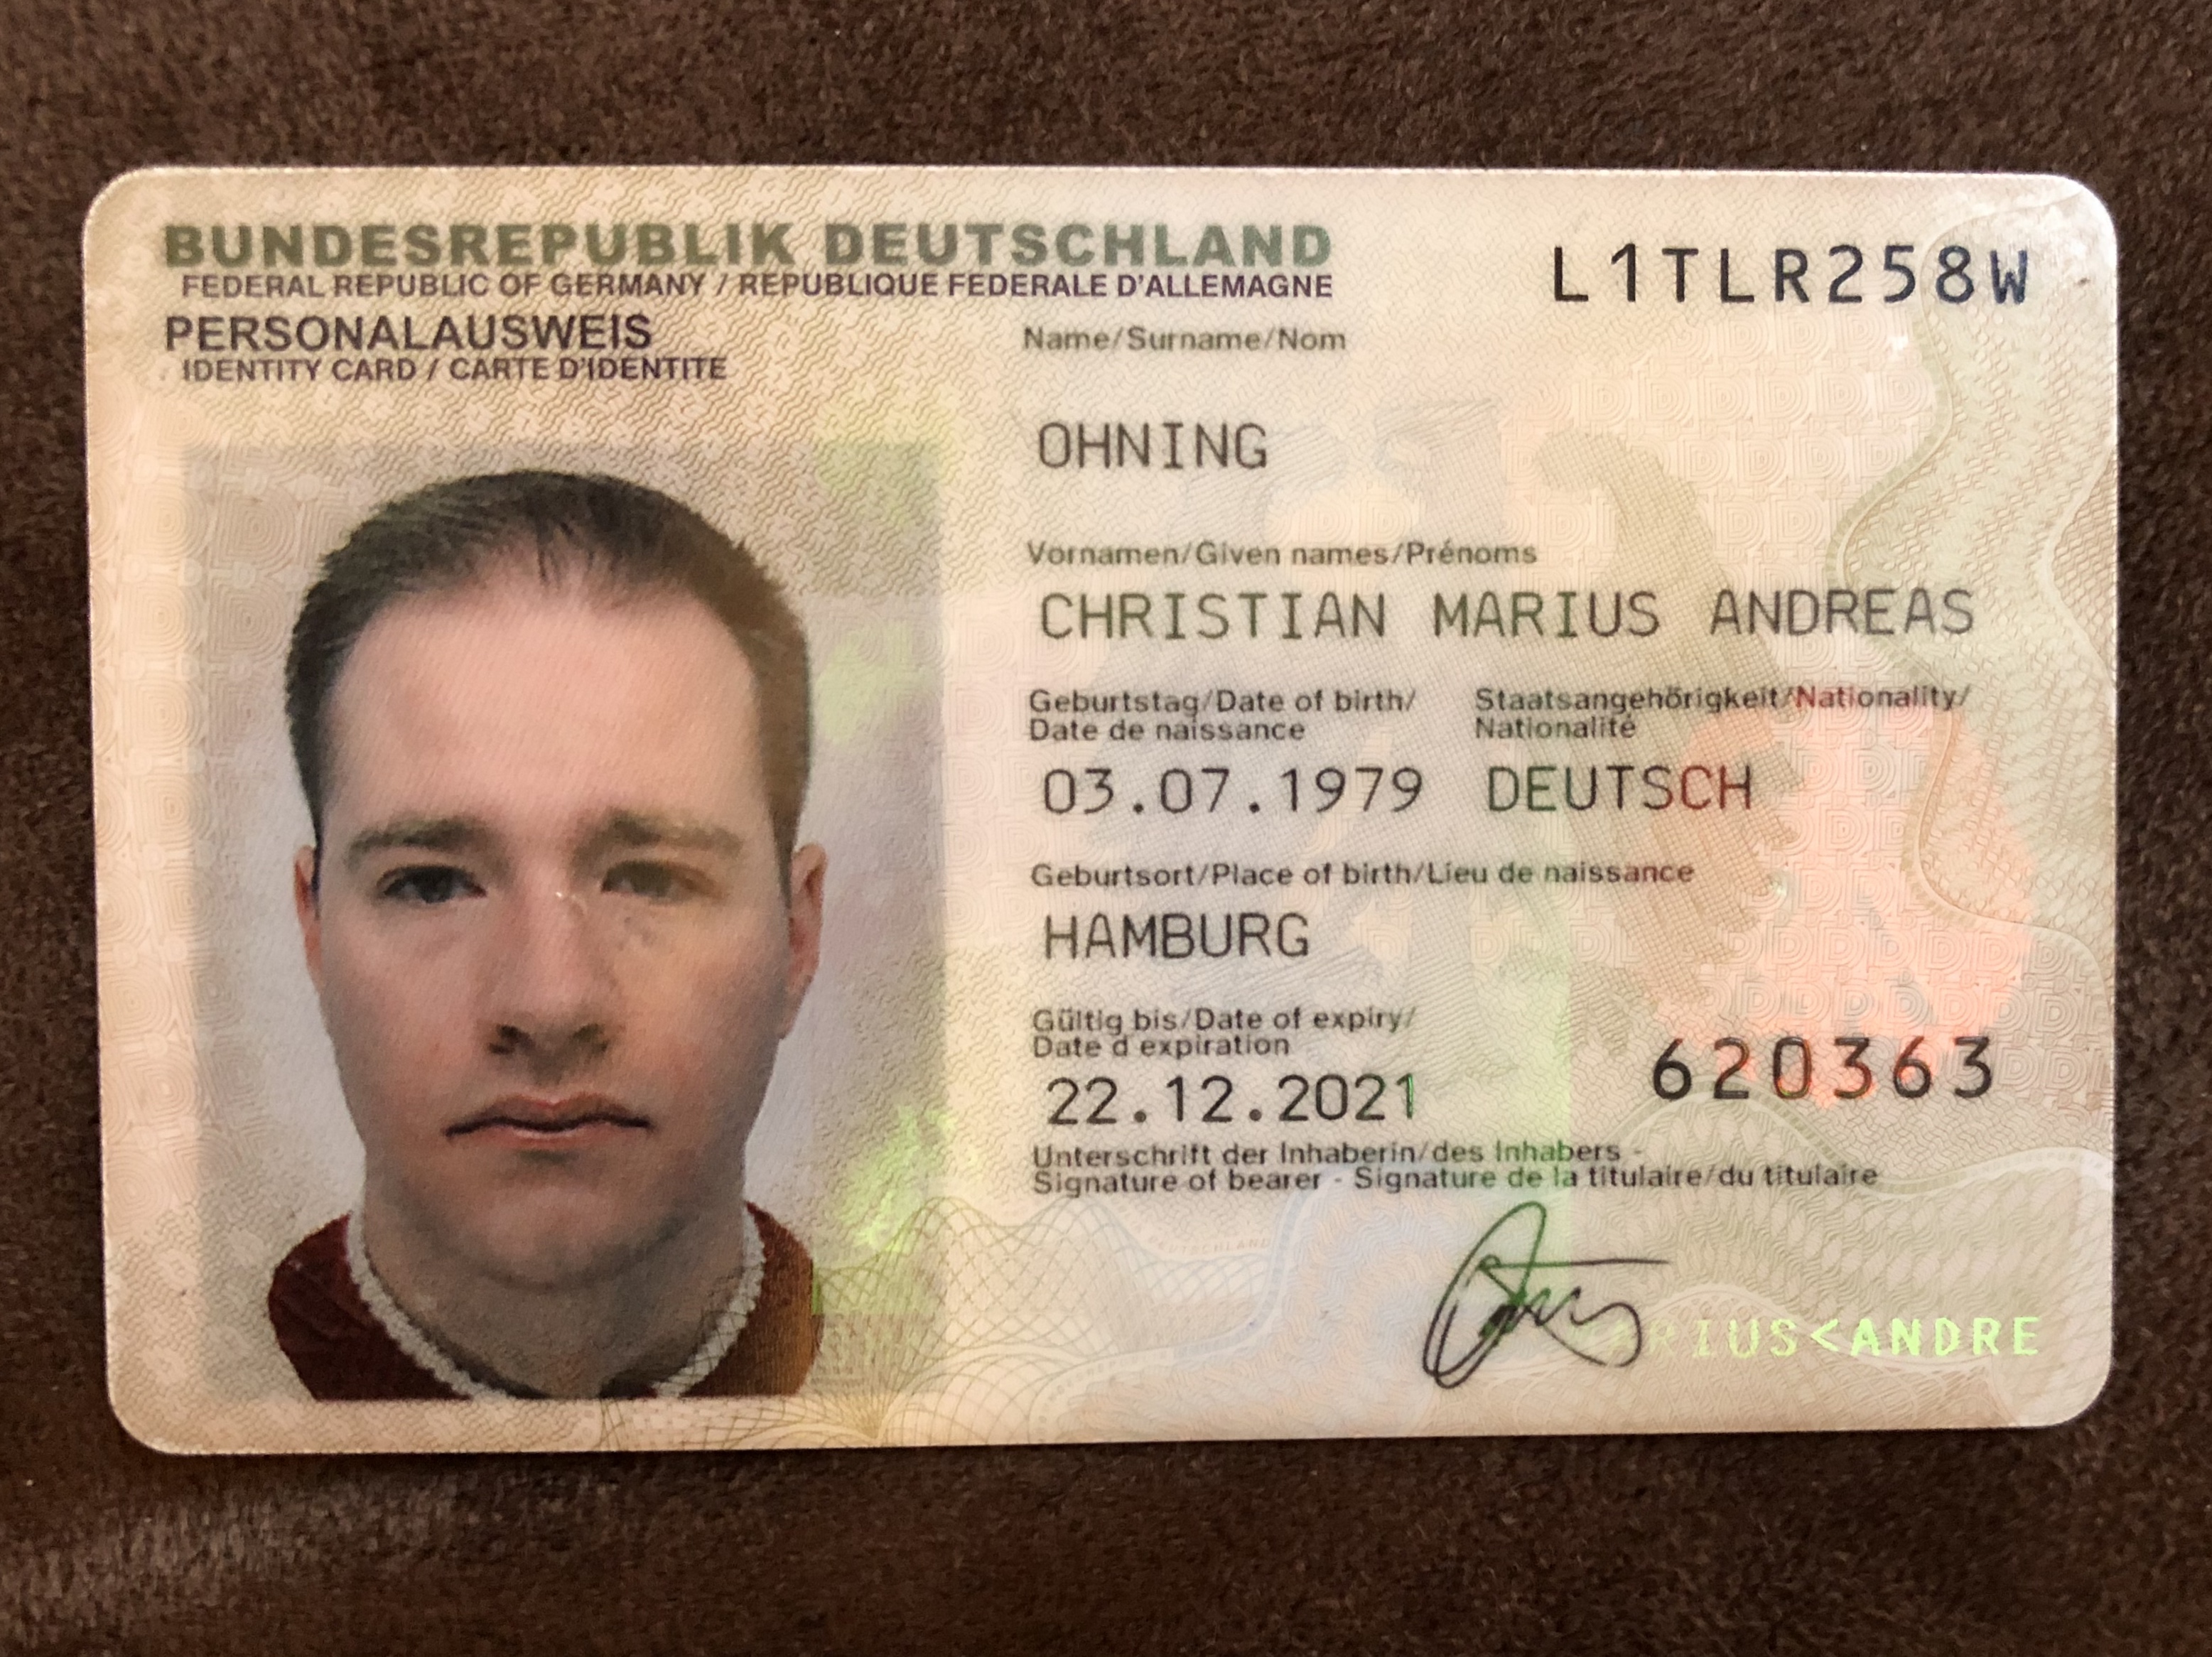 BUNDESREPUBLIK DEUTSCHLAND
FEDERAL REPUBLIC OF GERMANY / REPUBLIQUE FEDERALE D'ALLEMAGNE
PERSONALAUSWEIS
IDENTITY CARD / CARTE D'IDENTITE
L1TLR258W
Name/Surname/Nom
OHNING
Vornamen/Given names/Prénoms
CHRISTIAN MARIUS ANDREAS
Geburtstag/Date of birth/
Date de naissance
03.07.1979
Staatsangehörigkeit/Nationality/
Nationalité
DEUTSCH
Geburtsort/Place of birth/Lieu de naissance
HAMBURG
Gültig bis/Date of expiry/
Date d expiration
22.12.2021
620363
Unterschrift der Inhaberin/des Inhabers -
Signature of bearer - Signature de la titulaire/du titulaire
DEUTSCHLAND
ARIUS<ANDRE